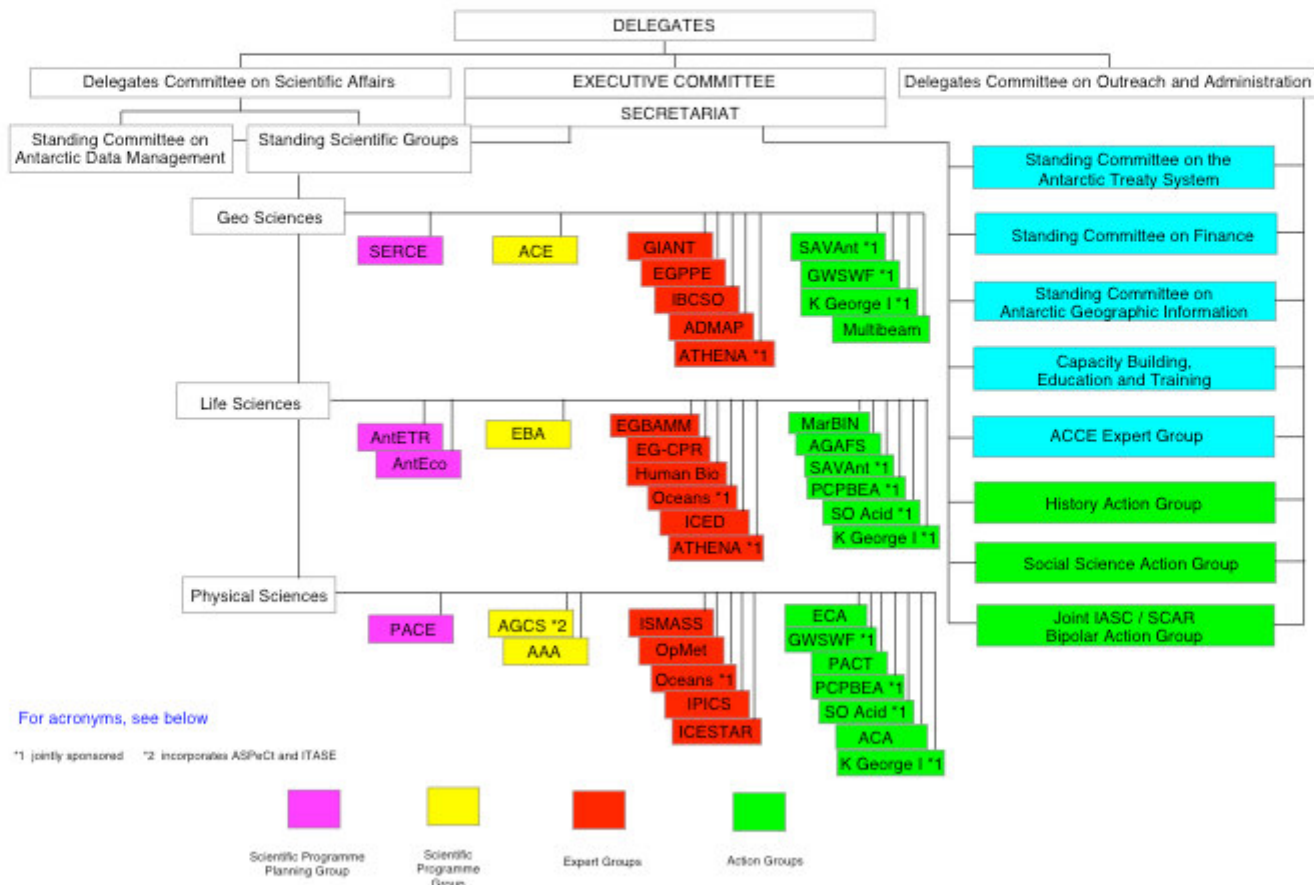 DELEGATES
Delegates Committee on Scientific Affairs
EXECUTIVE COMMITTEE
Delegates Committee on Outreach and Administration
SECRETARIAT
Standing Committee on
Antarctic Data Management
Standing Scientific Groups
Standing Committee on the
Antarctic Treaty System
Standing Committee on Finance
Standing Committee on
Antarctic Geographic Information
Capacity Building,
Education and Training
ACCE Expert Group
History Action Group
Social Science Action Group
Joint IASC / SCAR
Bipolar Action Group
Geo Sciences
SERCE
ACE
GIANT
EGPPE
IBCSO
ADMAP
ATHENA *1
SAVAnt *1
GWSWF *1
K George I *1
Multibeam
Life Sciences
AntETR
AntEco
EBA
EGBAMM
EG-CPR
Human Bio
Oceans *1
ICED
ATHENA *1
MarBIN
AGAFS
SAVAnt *1
PCPBEA *1
SO Acid *1
K George I *1
Physical Sciences
PACE
AGCS *2
AAA
ISMASS
OpMet
Oceans *1
IPICS
ICESTAR
ECA
GWSWF *1
PACT
PCPBEA *1
SO Acid *1
ACA
K George I *1
For acronyms, see below
*1 jointly sponsored *2 incorporates ASPeCt and ITASE
Scientific Programme
Planning Group
Scientific
Programme
Group
Expert Groups
Action Groups